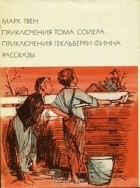 МАРК ТВЕН
ПРИКЛЮЧЕНИЯ ТОМА СОЙЕРА
ПРИКЛЮЧЕНИЯ ГЕКЛЬБЕРРИ ФИННА
РАССКАЗЫ